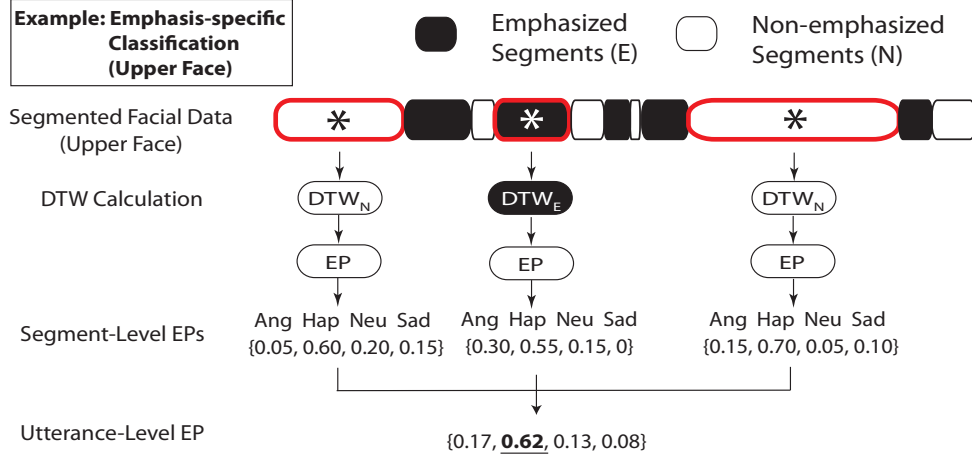 Example: Emphasis-specific
Classification
(Upper Face)
Emphasized
Segments (E)
Non-emphasized
Segments (N)
Segmented Facial Data
(Upper Face)
* * *
DTW Calculation
DTW_N DTW_E DTW_N
EP EP EP
Segment-Level EPs
Ang Hap Neu Sad Ang Hap Neu Sad Ang Hap Neu Sad
{0.05, 0.60, 0.20, 0.15} {0.30, 0.55, 0.15, 0} {0.15, 0.70, 0.05, 0.10}
Utterance-Level EP
{0.17, 0.62, 0.13, 0.08}